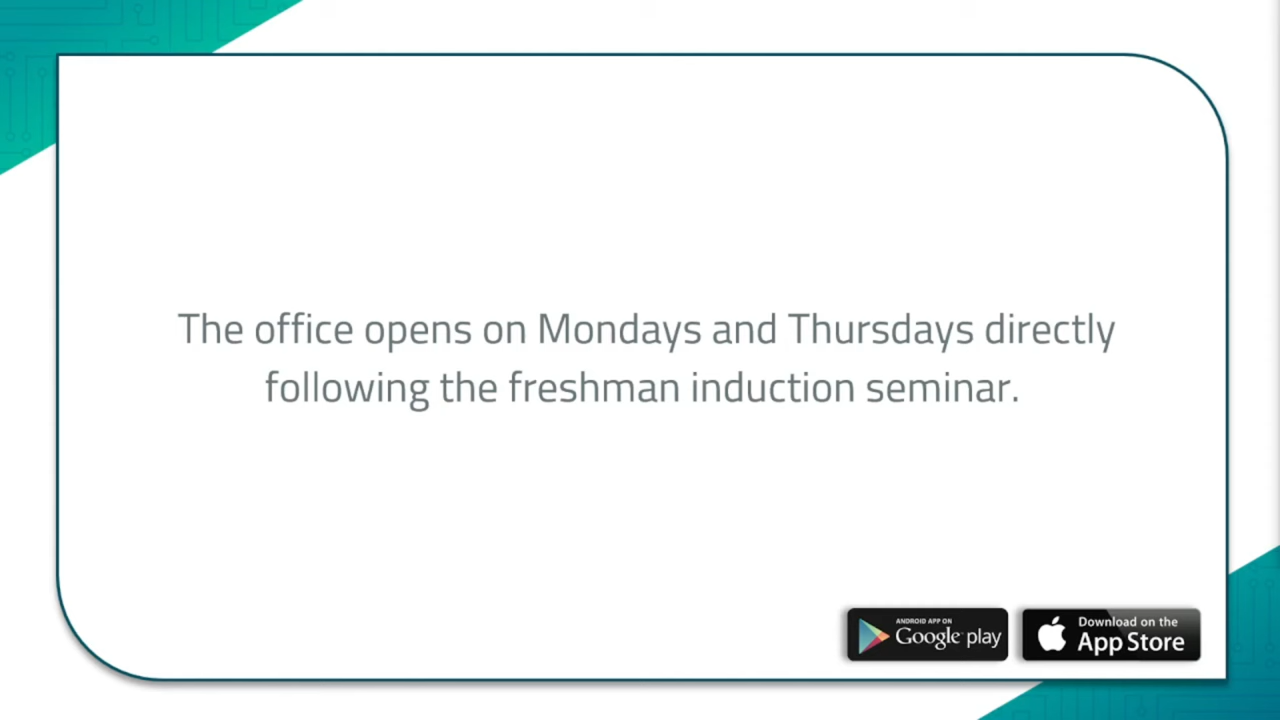 The office opens on Mondays and Thursdays directly
following the freshman induction seminar.
ANDROID APP ON
Google play
Download on the
App Store